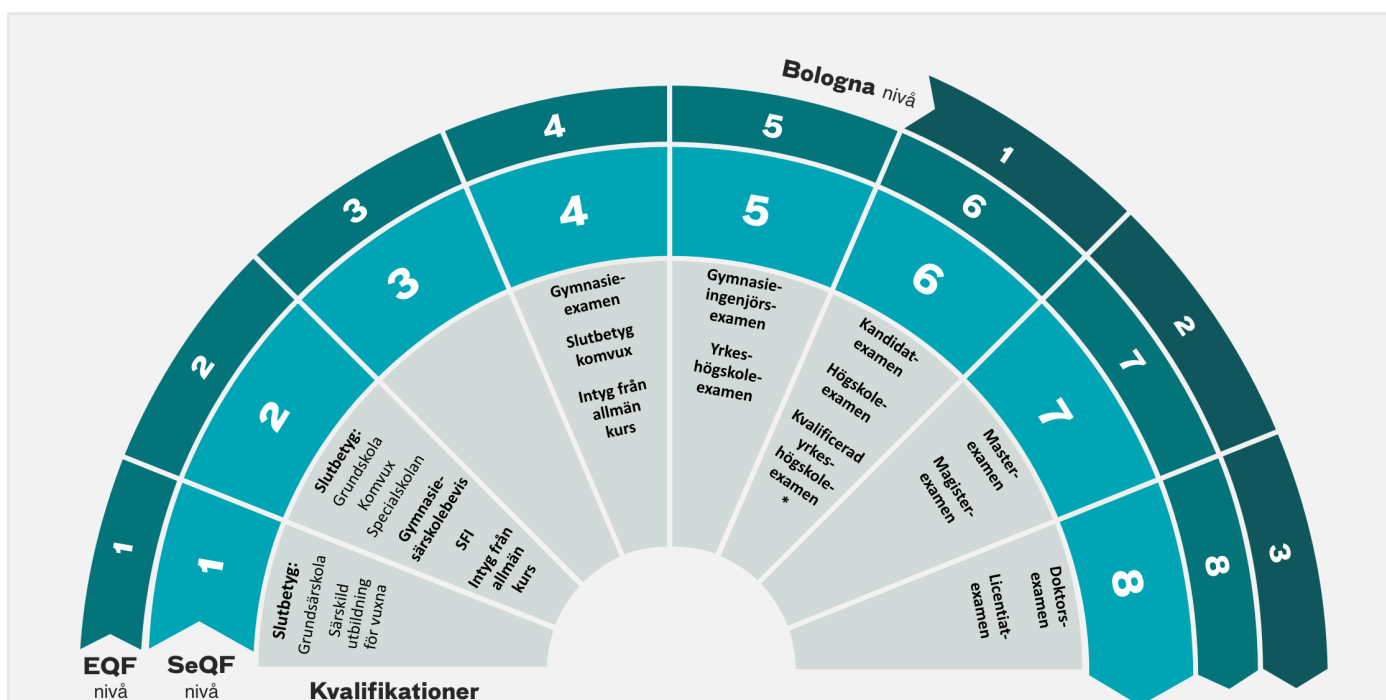 Bologna nivå
1
2
3
1
2
3
4
5
6
7
8
1
2
3
4
5
6
7
8
Slutbetyg:
Grundsärskola
Särskild
utbildning
för vuxna
Slutbetyg:
Grundskola
Komvux
Specialskolan
Gymnasie-
särskolebevis
SFI
Intyg från
allmän
kurs
Gymnasie-
examen
Slutbetyg
komvux
Intyg från
allmän
kurs
Gymnasie-
ingenjörs-
examen
Yrkes-
högskole-
examen
Kandidat-
examen
Högskole-
examen
Kvalificerad
yrkes-
högskole-
examen
*
Master-
examen
Magister-
examen
Doktors-
examen
Licentiat-
examen
EQF
nivå
SeQF
nivå
Kvalifikationer